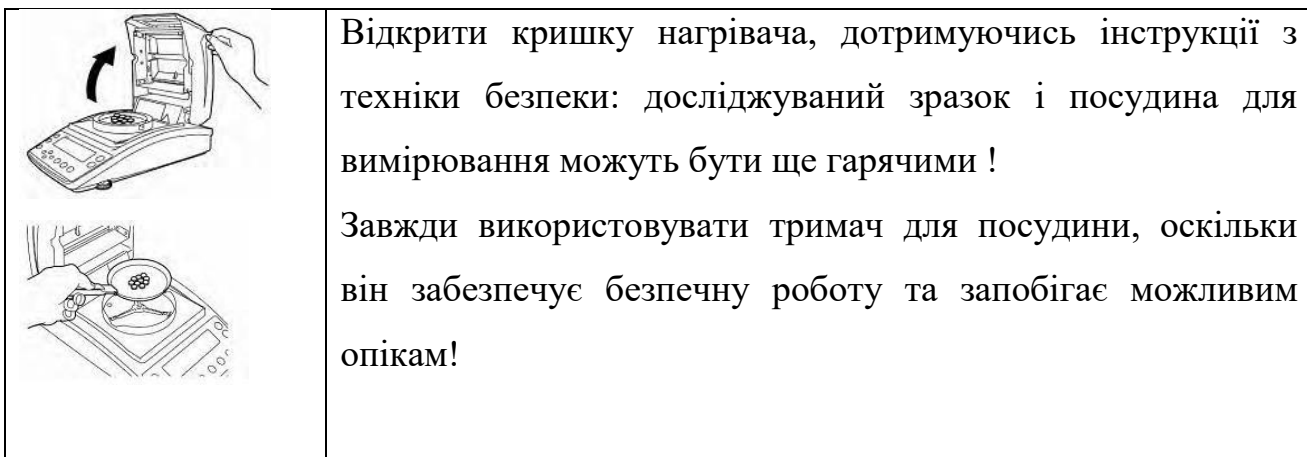 Відкрити кришку нагрівача, дотримуючись інструкції з
техніки безпеки: досліджуваний зразок і посудина для
вимірювання можуть бути ще гарячими !
Завжди використовувати тримач для посудини, оскільки
він забезпечує безпечну роботу та запобігає можливим
опікам!